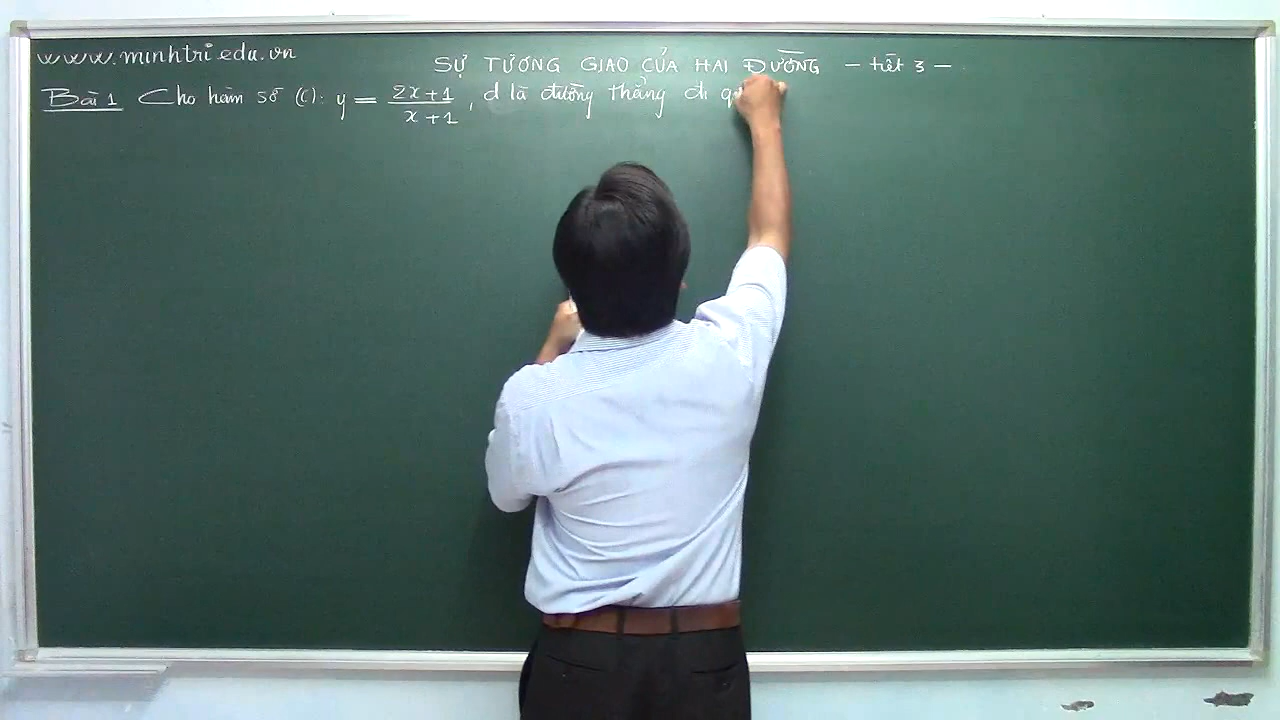 www.minhtri.edu.vn
SỰ TƯƠNG GIAO CỦA HAI ĐƯỜNG - tiết 3 -
Bài 1 Cho hàm số (C): y = \frac{2x+1}{x+1}, d là đường thẳng đi